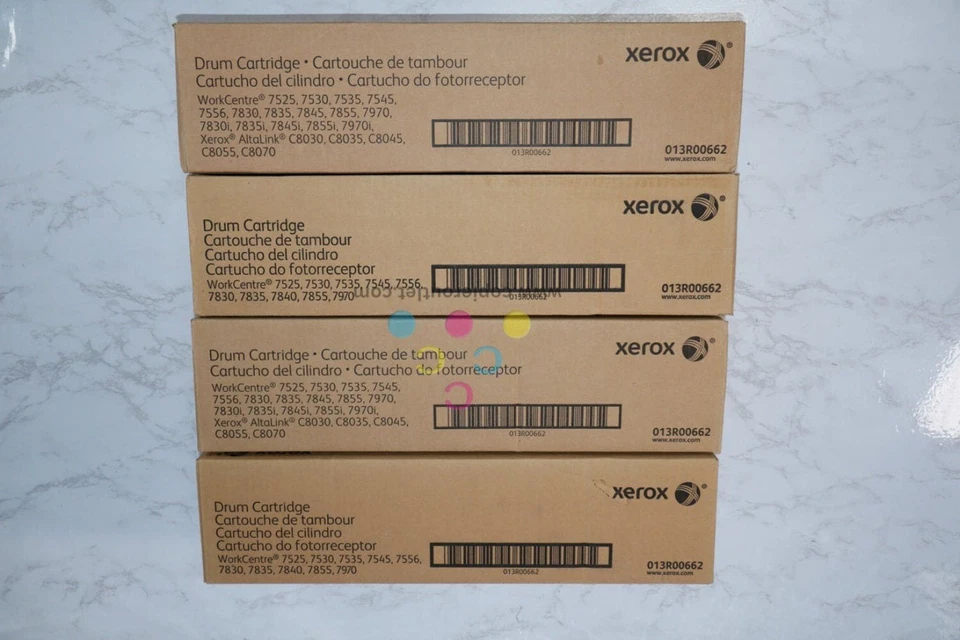 Drum Cartridge • Cartouche de tambour
Cartucho del cilindro • Cartucho do fotorreceptor
WorkCentre® 7525, 7530, 7535, 7545,
7556, 7830, 7835, 7845, 7855, 7970,
7830i, 7835i, 7845i, 7855i, 7970i,
Xerox® AltaLink® C8030, C8035, C8045,
C8055, C8070
013R00662
xerox®
013R00662
www.xerox.com
Drum Cartridge
Cartouche de tambour
Cartucho del cilindro
Cartucho do fotorreceptor
WorkCentre® 7525, 7530, 7535, 7545, 7556,
7830, 7835, 7840, 7855, 7970
013R00662
xerox®
013R00662
www.xerox.com
www.copieroutlet.com
Drum Cartridge • Cartouche de tambour
Cartucho del cilindro • Cartucho do fotorreceptor
WorkCentre® 7525, 7530, 7535, 7545,
7556, 7830, 7835, 7845, 7855, 7970,
7830i, 7835i, 7845i, 7855i, 7970i,
Xerox® AltaLink® C8030, C8035, C8045,
C8055, C8070
013R00662
xerox®
013R00662
www.xerox.com
Drum Cartridge
Cartouche de tambour
Cartucho del cilindro
Cartucho do fotorreceptor
WorkCentre® 7525, 7530, 7535, 7545, 7556,
7830, 7835, 7840, 7855, 7970
013R00662
xerox®
013R00662
www.xerox.com